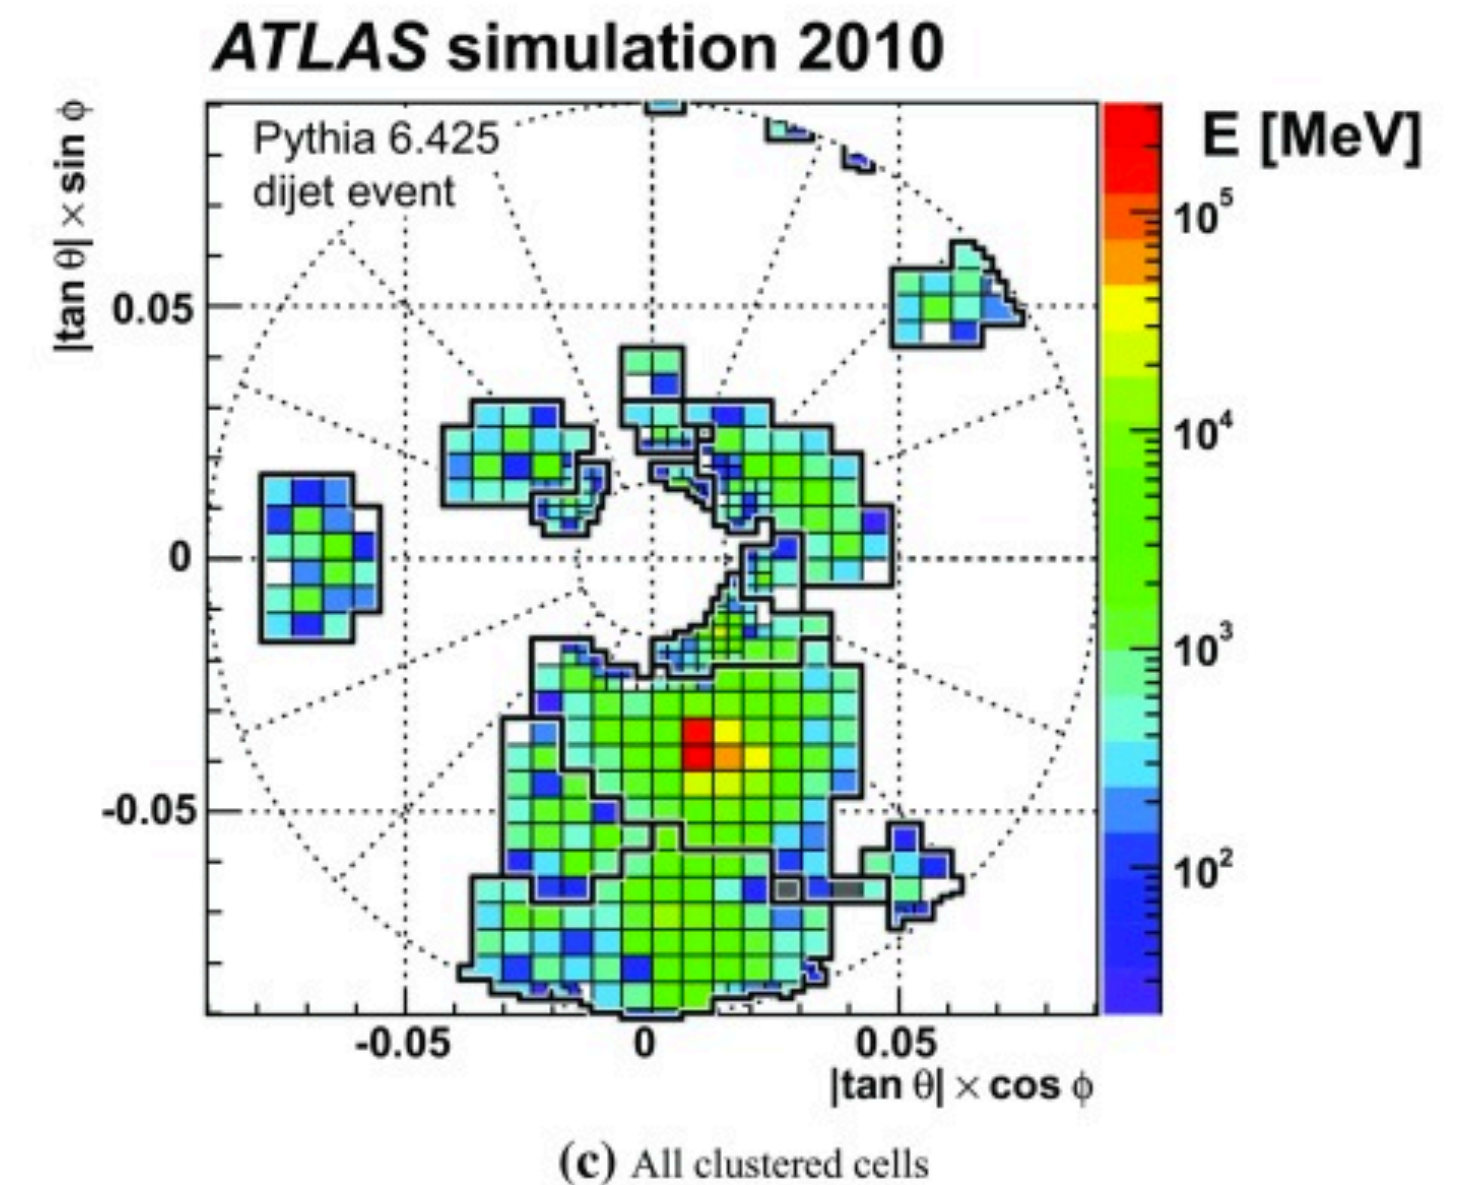 ATLAS simulation 2010
Pythia 6.425
dijet event
E [MeV]
|tan θ| × sin ϕ
0.05
0
-0.05
10⁵
10⁴
10³
10²
-0.05
0
0.05
|tan θ| × cos ϕ
(c) All clustered cells